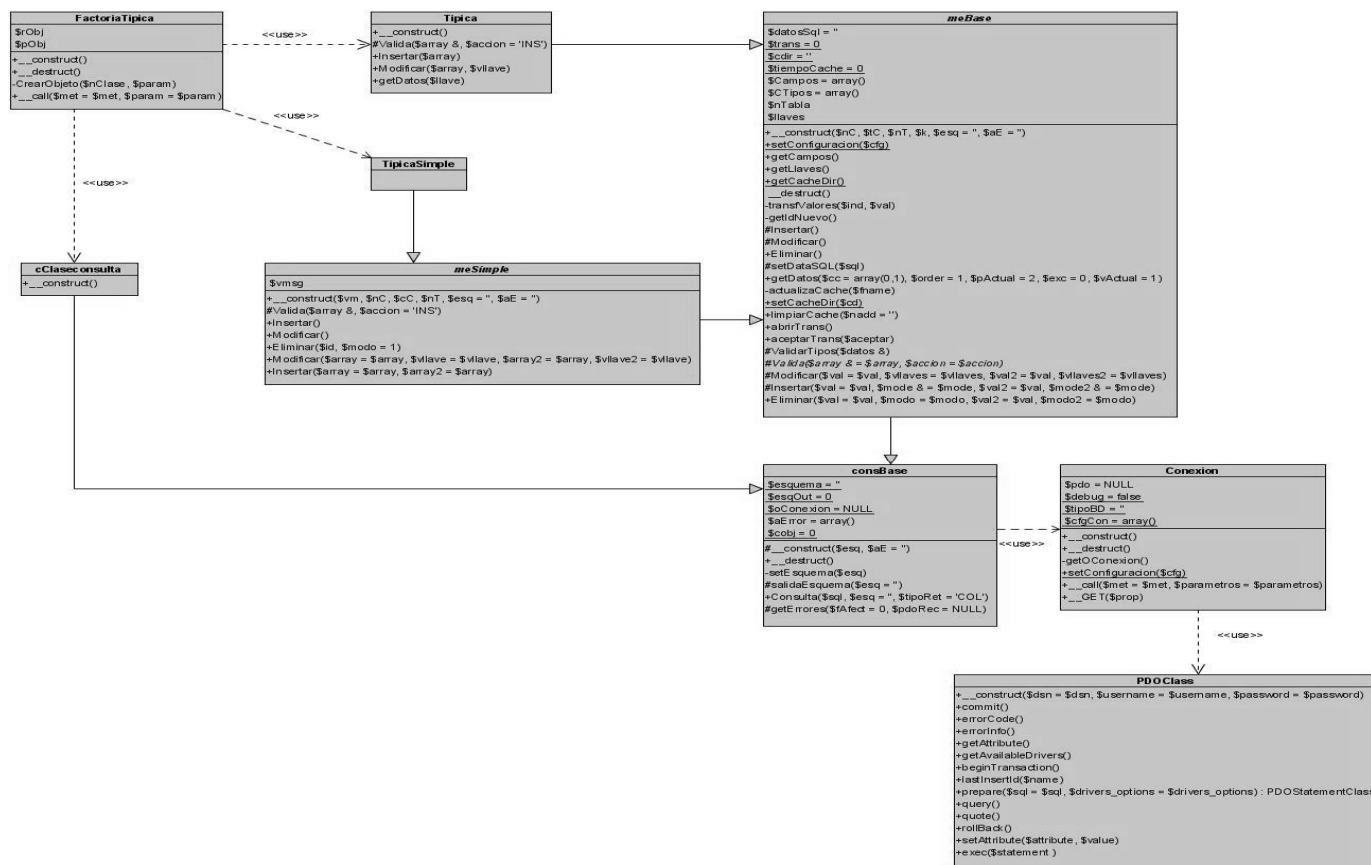 FactoriaTipica
$rObj
$pObj
+__construct()
+__destruct()
-CrearObjeto($nClase, $param)
+__call($met = $met, $param = $param)
<<use>>
<<use>>
<<use>>
Tipica
+__construct()
#Valida($array &, $accion = 'INS')
+Insertar($array)
+Modificar($array, $vllave)
+getDatos($llave)
TipicaSimple
cClaseconsulta
+__construct()
meSimple
$vmsg
+__construct($vm, $nC, $cC, $nT, $esq = '', $aE = '')
#Valida($array &, $accion = 'INS')
+Insertar()
+Modificar()
+Eliminar($id, $modo = 1)
+Modificar($array = $array, $vllave = $vllave, $array2 = $array, $vllave2 = $vllave)
+Insertar($array = $array, $array2 = $array)
meBase
$datosSql = ''
$trans = 0
$cdir = ''
$tiempoCache = 0
$Campos = array()
$CTipos = array()
$nTabla
$llaves
+__construct($nC, $tC, $nT, $k, $esq = '', $aE = '')
+setConfiguracion($cfg)
+getCampos()
+getLlaves()
+getCacheDir()
__destruct()
-transfValores($ind, $val)
-getIdNuevo()
#Insertar()
#Modificar()
+Eliminar()
#setDataSQL($sql)
+getDatos($cc = array(0,1), $order = 1, $pActual = 2, $exc = 0, $vActual = 1)
-actualizaCache($fname)
+setCacheDir($cd)
+limpiarCache($nadd = '')
+abrirTrans()
+aceptarTrans($aceptar)
#ValidarTipos($datos &)
#Valida($array & = $array, $accion = $accion)
#Modificar($val = $val, $vllaves = $vllaves, $val2 = $val, $vllaves2 = $vllaves)
#Insertar($val = $val, $mode & = $mode, $val2 = $val, $mode2 & = $mode)
+Eliminar($val = $val, $modo = $modo, $val2 = $val, $modo2 = $modo)
consBase
$esquema = ''
$esqOut = 0
$oConexion = NULL
$aError = array()
$cobj = 0
#__construct($esq, $aE = '')
+__destruct()
-setEsquema($esq)
#salidaEsquema($esq = '')
+Consulta($sql, $esq = '', $tipoRet = 'COL')
#getErrores($fAfect = 0, $pdoRec = NULL)
<<use>>
Conexion
$pdo = NULL
$debug = false
$tipoBD = ''
$cfgCon = array()
+__construct()
+__destruct()
-getOConexion()
+setConfiguracion($cfg)
+__call($met = $met, $parametros = $parametros)
+__GET($prop)
<<use>>
PDOClass
+__construct($dsn = $dsn, $username = $username, $password = $password)
+commit()
+errorCode()
+errorInfo()
+getAttribute()
+getAvailableDrivers()
+beginTransaction()
+lastInsertId($name)
+prepare($sql = $sql, $drivers_options = $drivers_options) : PDOStatementClass
+query()
+quote()
+rollBack()
+setAttribute($attribute, $value)
+exec($statement )